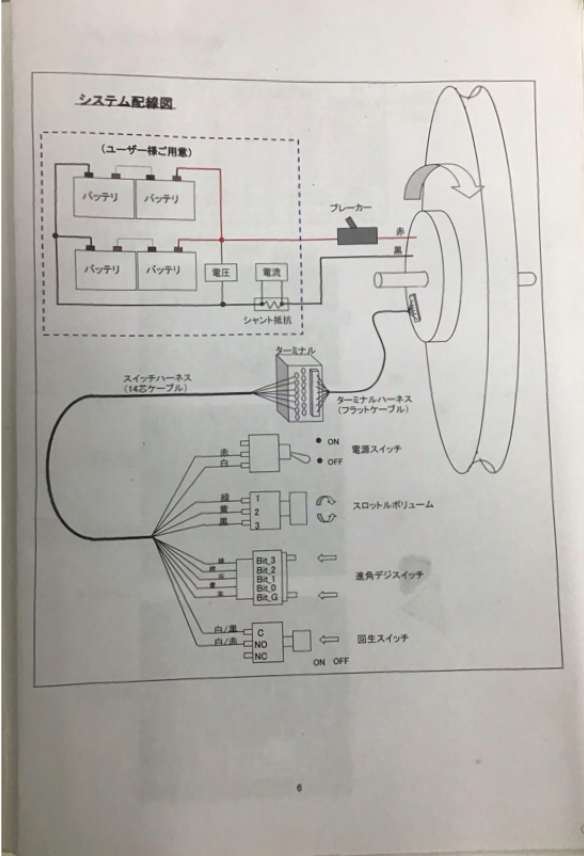 システム配線図
(ユーザー様ご用意)
バッテリ
バッテリ
バッテリ
バッテリ
電圧
電流
シャント抵抗
ブレーカー
赤
黒
ターミナル
スイッチハーネス
(14芯ケーブル)
ターミナルハーネス
(フラットケーブル)
赤
白
ON
OFF
電源スイッチ
緑
黄
黒
1
2
3
スロットルボリューム
Bit_3
Bit_2
Bit_1
Bit_0
Bit_G
進角デジスイッチ
白/黒
白/赤
C
NO
NC
ON OFF
回生スイッチ
6